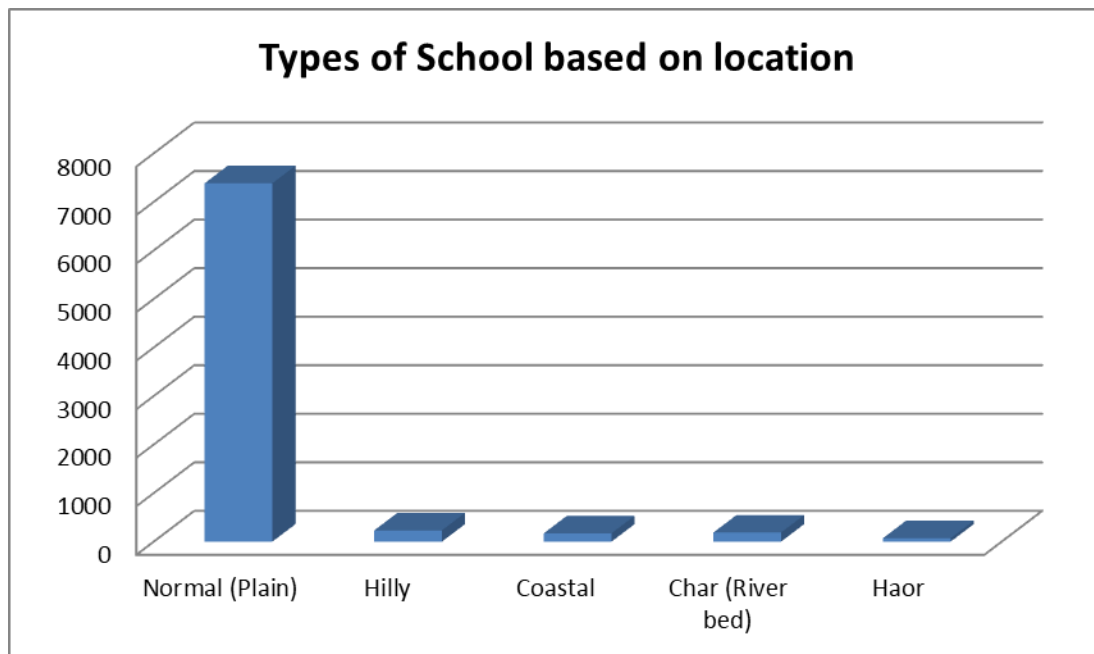 Types of School based on location
8000
7000
6000
5000
4000
3000
2000
1000
0
Normal (Plain)
Hilly
Coastal
Char (River
bed)
Haor